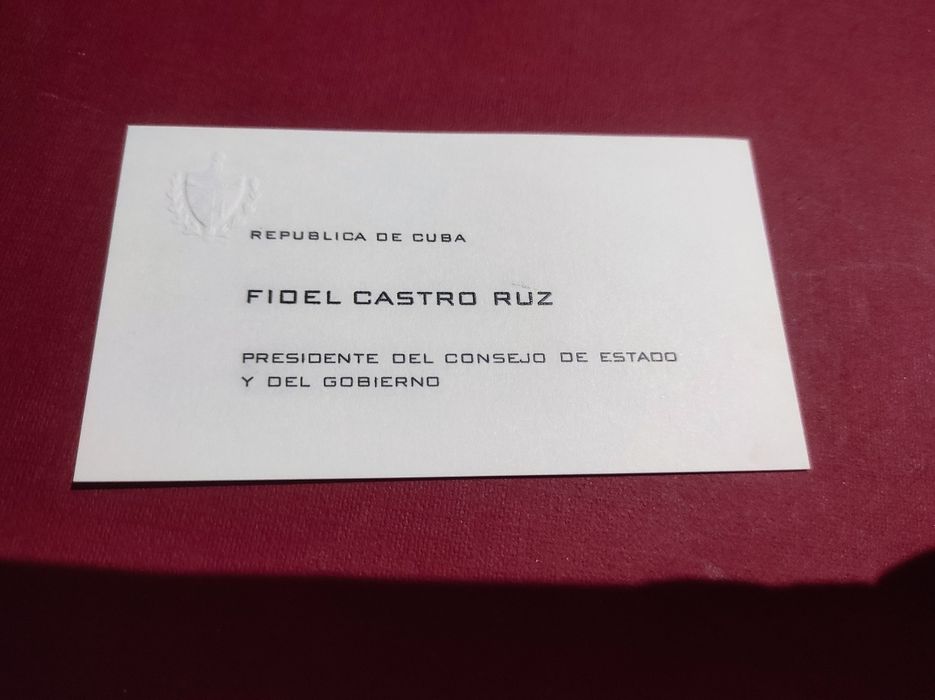 REPUBLICA DE CUBA
FIDEL CASTRO RUZ
PRESIDENTE DEL CONSEJO DE ESTADO
Y DEL GOBIERNO